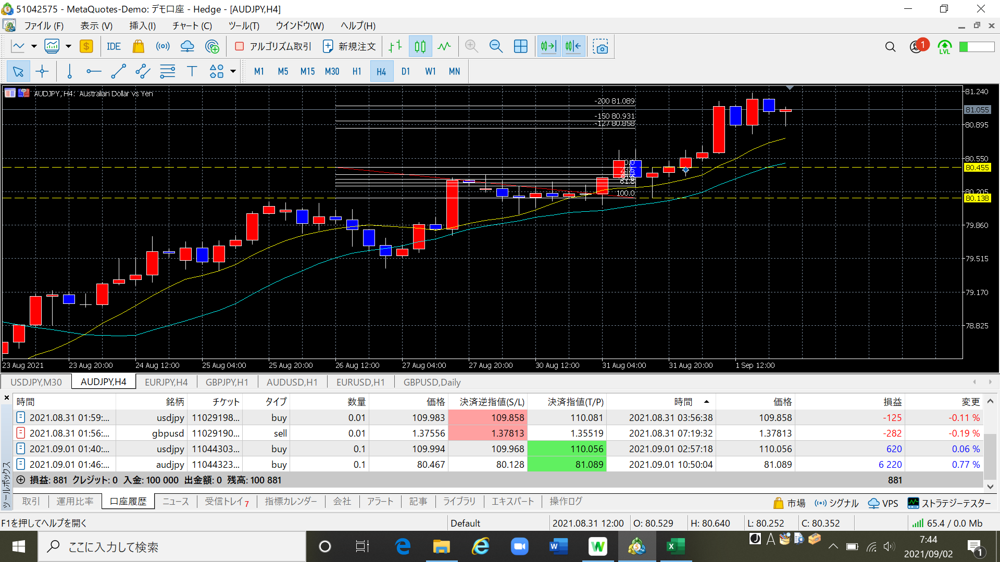 51042575 - MetaQuotes-Demo: デモ口座 - Hedge - [AUDJPY,H4]
ファイル (F) 表示 (V) 挿入(I) チャート (C) ツール(T) ウインドウ(W) ヘルプ(H)
IDE アルゴリズム取引 新規注文 1 LVL
M1 M5 M15 M30 H1 H4 D1 W1 MN
AUDJPY, H4: Australian Dollar vs Yen
-200 81.089
-150 80.931
-127 80.858
0.0
23.6
61.8
100.0
81.240
81.055
80.895
80.550
80.455
80.205
80.138
79.860
79.515
79.170
78.825
23 Aug 2021 23 Aug 20:00 24 Aug 12:00 25 Aug 04:00 25 Aug 20:00 26 Aug 12:00 27 Aug 04:00 27 Aug 20:00 30 Aug 12:00 31 Aug 04:00 31 Aug 20:00 1 Sep 12:00
USDJPY,M30 AUDJPY,H4 EURJPY,H4 GBPJPY,H1 AUDUSD,H1 EURUSD,H1 GBPUSD,Daily
時間 銘柄 チケット タイプ 数量 価格 決済逆指値(S/L) 決済指値(T/P) 時間 価格 損益 変更
2021.08.31 01:59:... usdjpy 11029198... buy 0.01 109.983 109.858 110.081 2021.08.31 03:56:38 109.858 -125 -0.11 %
2021.08.31 01:56:... gbpusd 11029190... sell 0.01 1.37556 1.37813 1.35519 2021.08.31 07:19:32 1.37813 -282 -0.19 %
2021.09.01 01:40:... usdjpy 11044303... buy 0.1 109.994 109.968 110.056 2021.09.01 02:57:18 110.056 620 0.06 %
2021.09.01 01:46:... audjpy 11044323... buy 0.1 80.467 80.128 81.089 2021.09.01 10:50:04 81.089 6 220 0.77 %
損益: 881 クレジット: 0 入金: 100 000 出金額: 0 残高: 100 881 881
ツールボックス
取引 運用比率 口座履歴 ニュース 受信トレイ 7 指標カレンダー 会社 アラート 記事 ライブラリ エキスパート 操作ログ 市場 シグナル VPS ストラテジーテスター
F1を押してヘルプを開く Default 2021.08.31 12:00 O: 80.529 H: 80.640 L: 80.252 C: 80.352 65.4 / 0.0 Mb
ここに入力して検索 A 7:44
2021/09/02 1